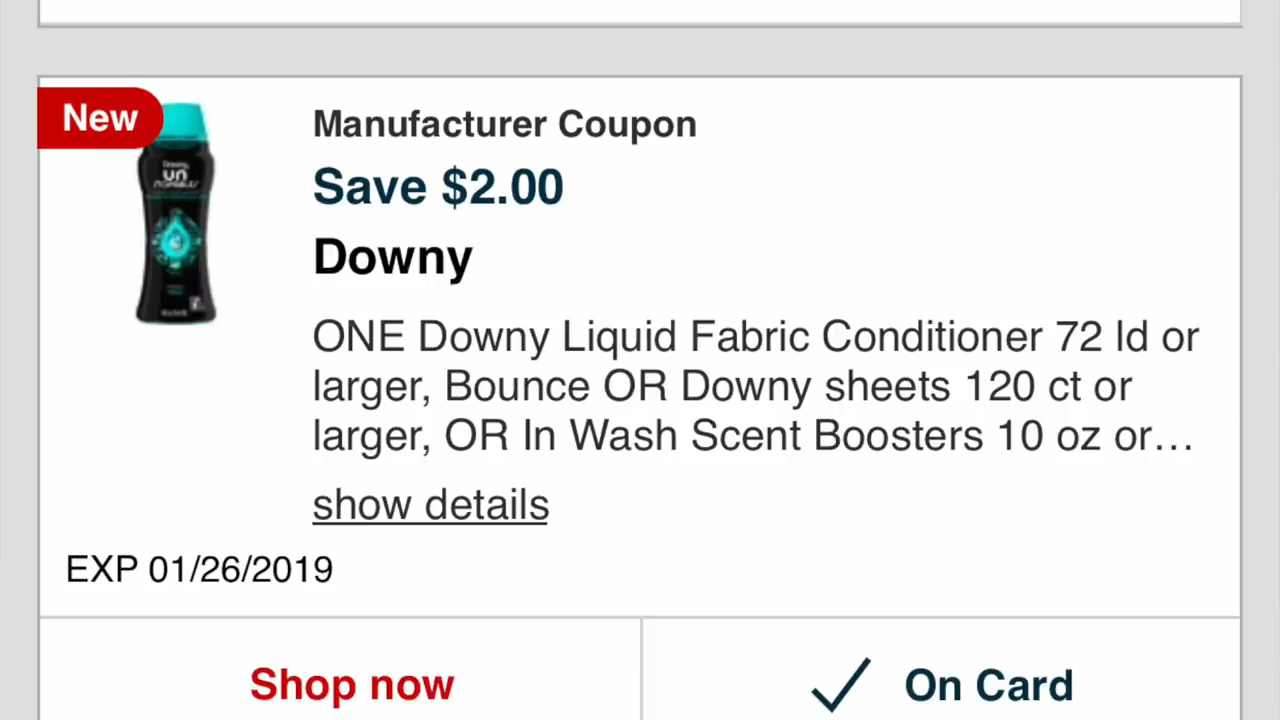 New
Manufacturer Coupon
Save $2.00
Downy
Downy
un
ONE Downy Liquid Fabric Conditioner 72 ld or
larger, Bounce OR Downy sheets 120 ct or
larger, OR In Wash Scent Boosters 10 oz or…
show details
EXP 01/26/2019
Shop now
On Card